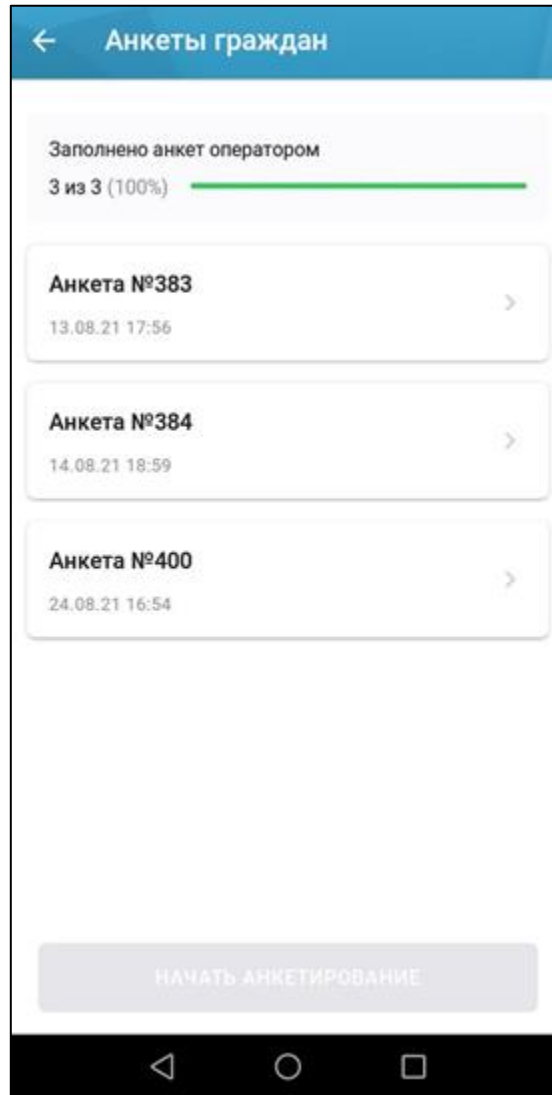 Анкеты граждан
Заполнено анкет оператором
3 из 3 (100%)
Анкета №383
13.08.21 17:56
Анкета №384
14.08.21 18:59
Анкета №400
24.08.21 16:54
НАЧАТЬ АНКЕТИРОВАНИЕ